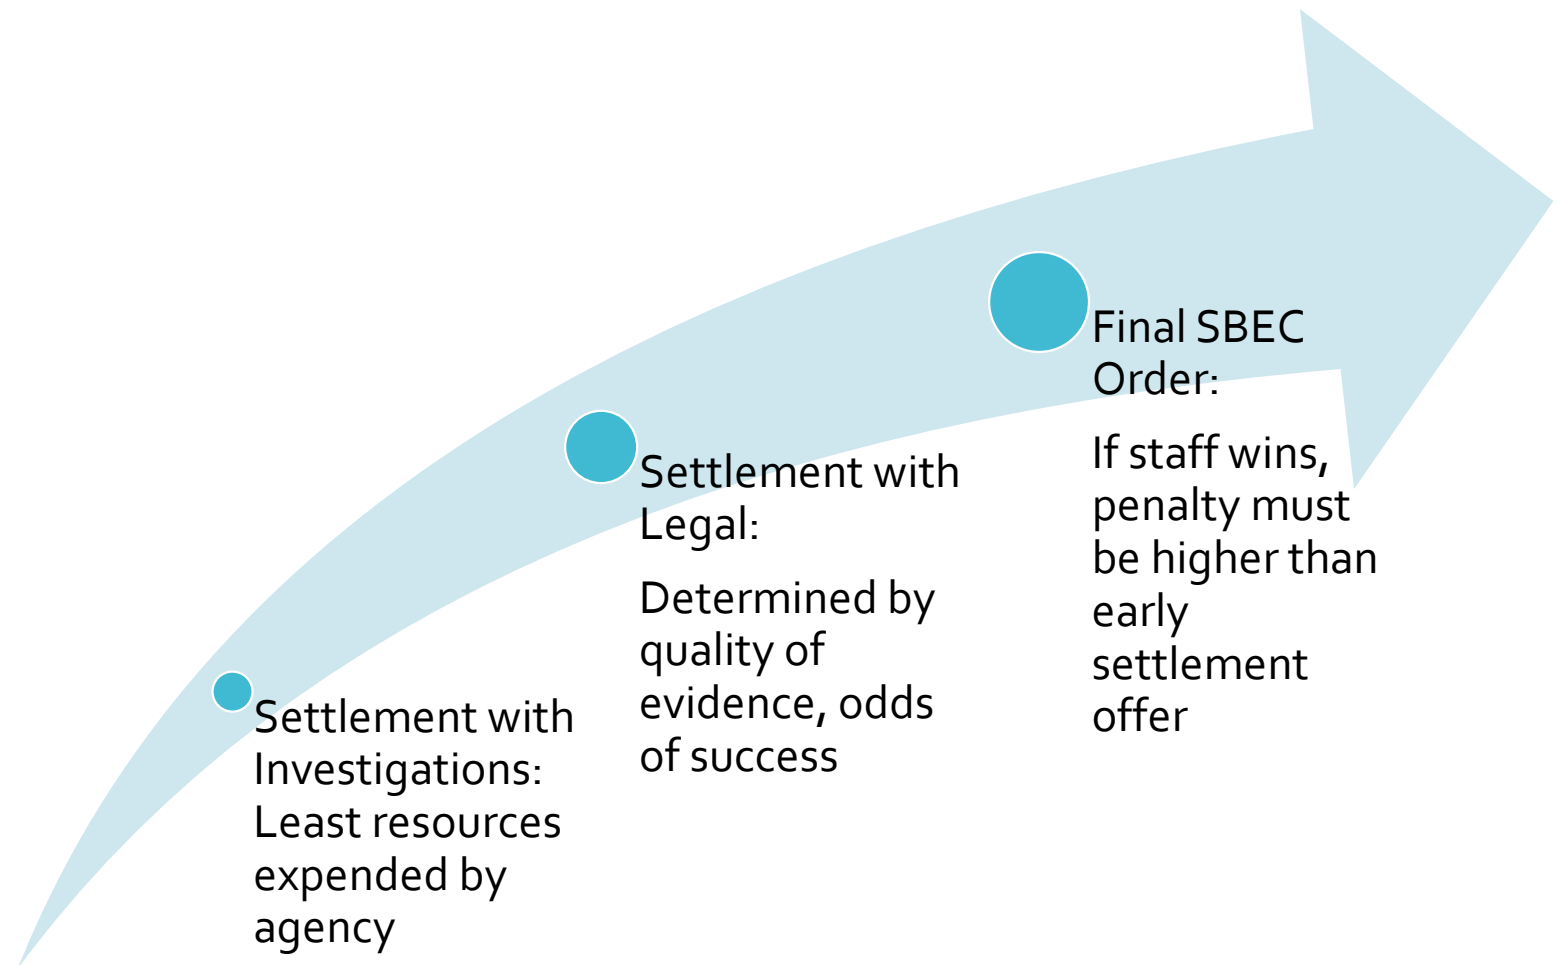 Settlement with
Investigations:
Least resources
expended by
agency
Settlement with
Legal:
Determined by
quality of
evidence, odds
of success
Final SBEC
Order:
If staff wins,
penalty must
be higher than
early
settlement
offer